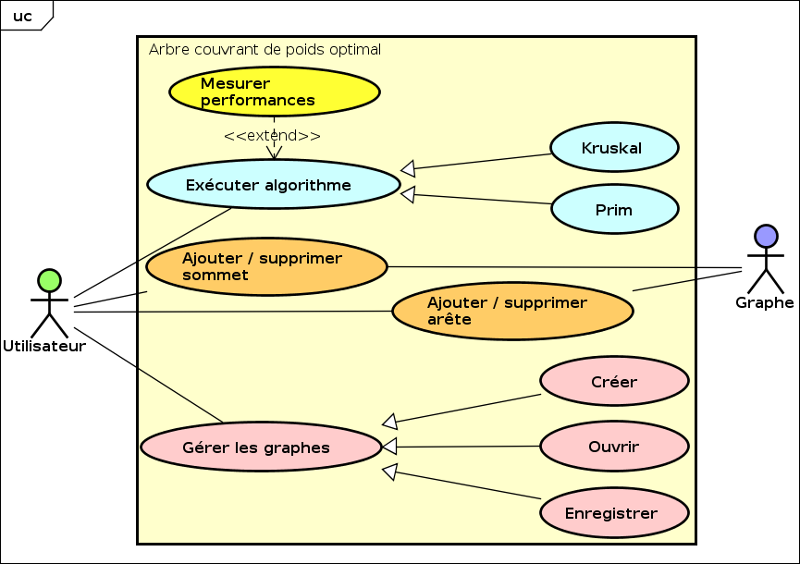 uc
Arbre couvrant de poids optimal
Mesurer
performances
<<extend>>
Exécuter algorithme
Kruskal
Prim
Ajouter / supprimer
sommet
Ajouter / supprimer
arête
Utilisateur
Graphe
Créer
Gérer les graphes
Ouvrir
Enregistrer